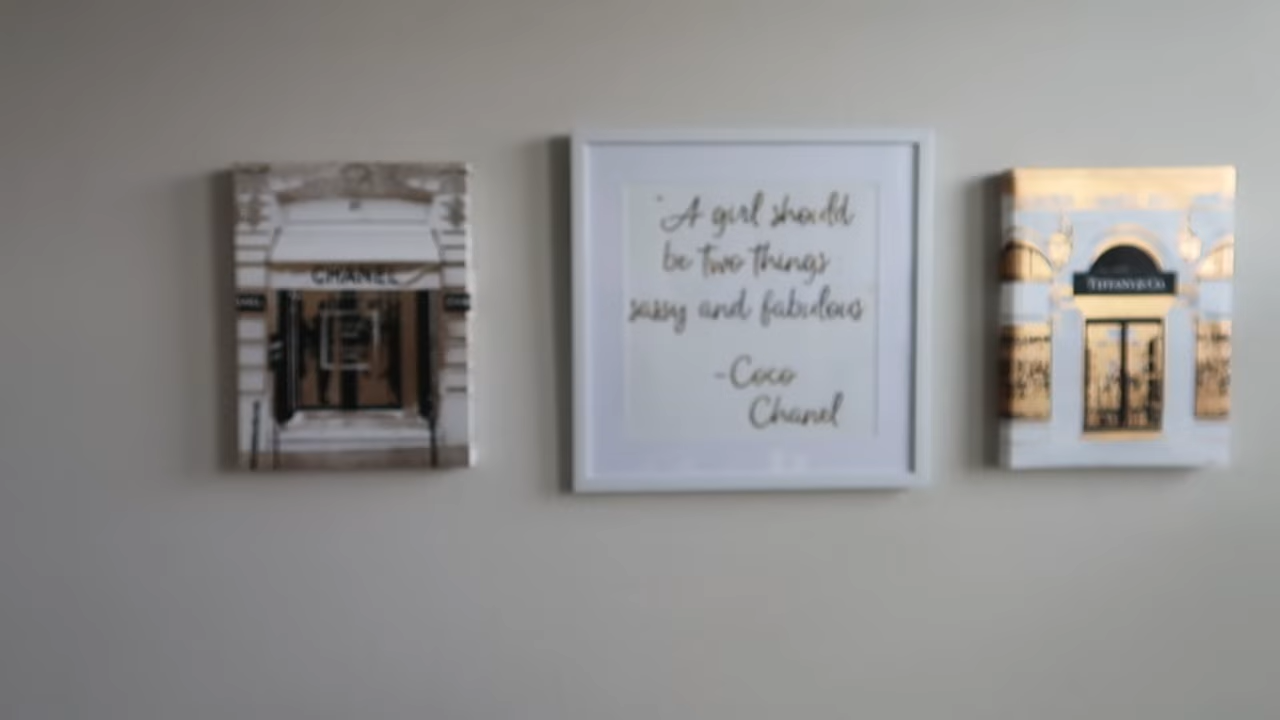 CHANEL
"A girl should
be two things
sassy and fabulous
-Coco
Chanel
TIFFANY & CO.